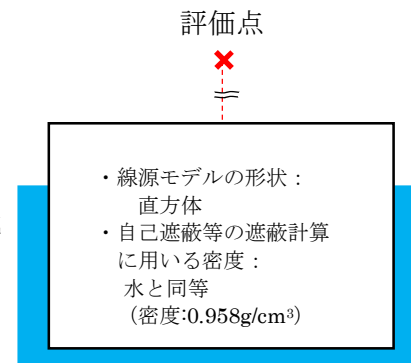 評価点
・線源モデルの形状：
直方体
・自己遮蔽等の遮蔽計算
に用いる密度：
水と同等
（密度:0.958g/cm³）